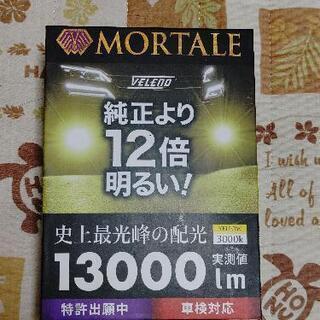 MORTALE
VELENO
純正より
12倍
明るい!
史上最光峰の配光
3000k
13000 実測値 lm
特許出願中 車検対応
I wish u
All of
loved a